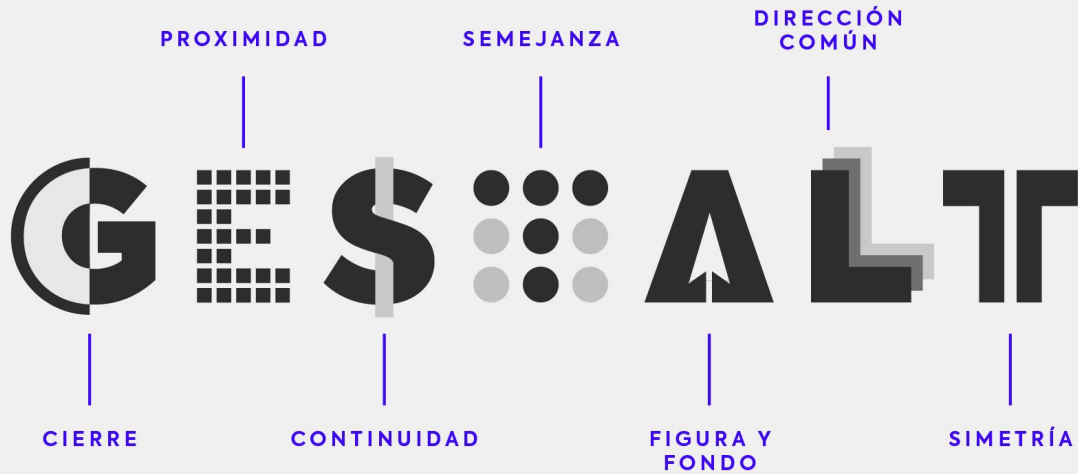 DIRECCIÓN
COMÚN
PROXIMIDAD
SEMEJANZA
GESTALT
CIERRE
CONTINUIDAD
FIGURA Y
FONDO
SIMETRÍA